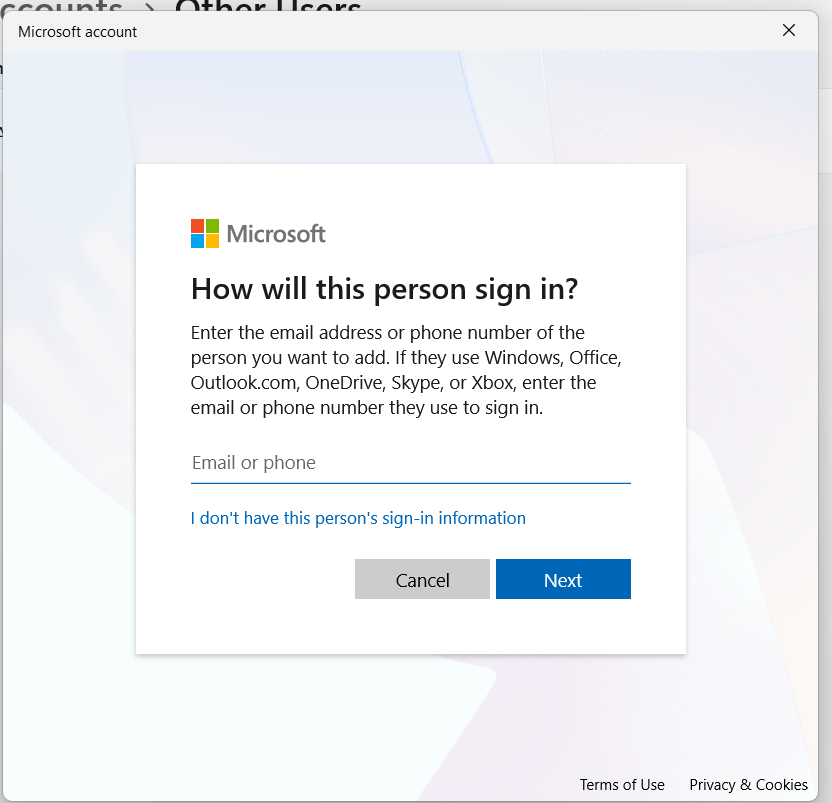 Other Users
Microsoft account
Microsoft
How will this person sign in?
Enter the email address or phone number of the
person you want to add. If they use Windows, Office,
Outlook.com, OneDrive, Skype, or Xbox, enter the
email or phone number they use to sign in.
Email or phone
I don't have this person's sign-in information
Cancel
Next
Terms of Use
Privacy & Cookies